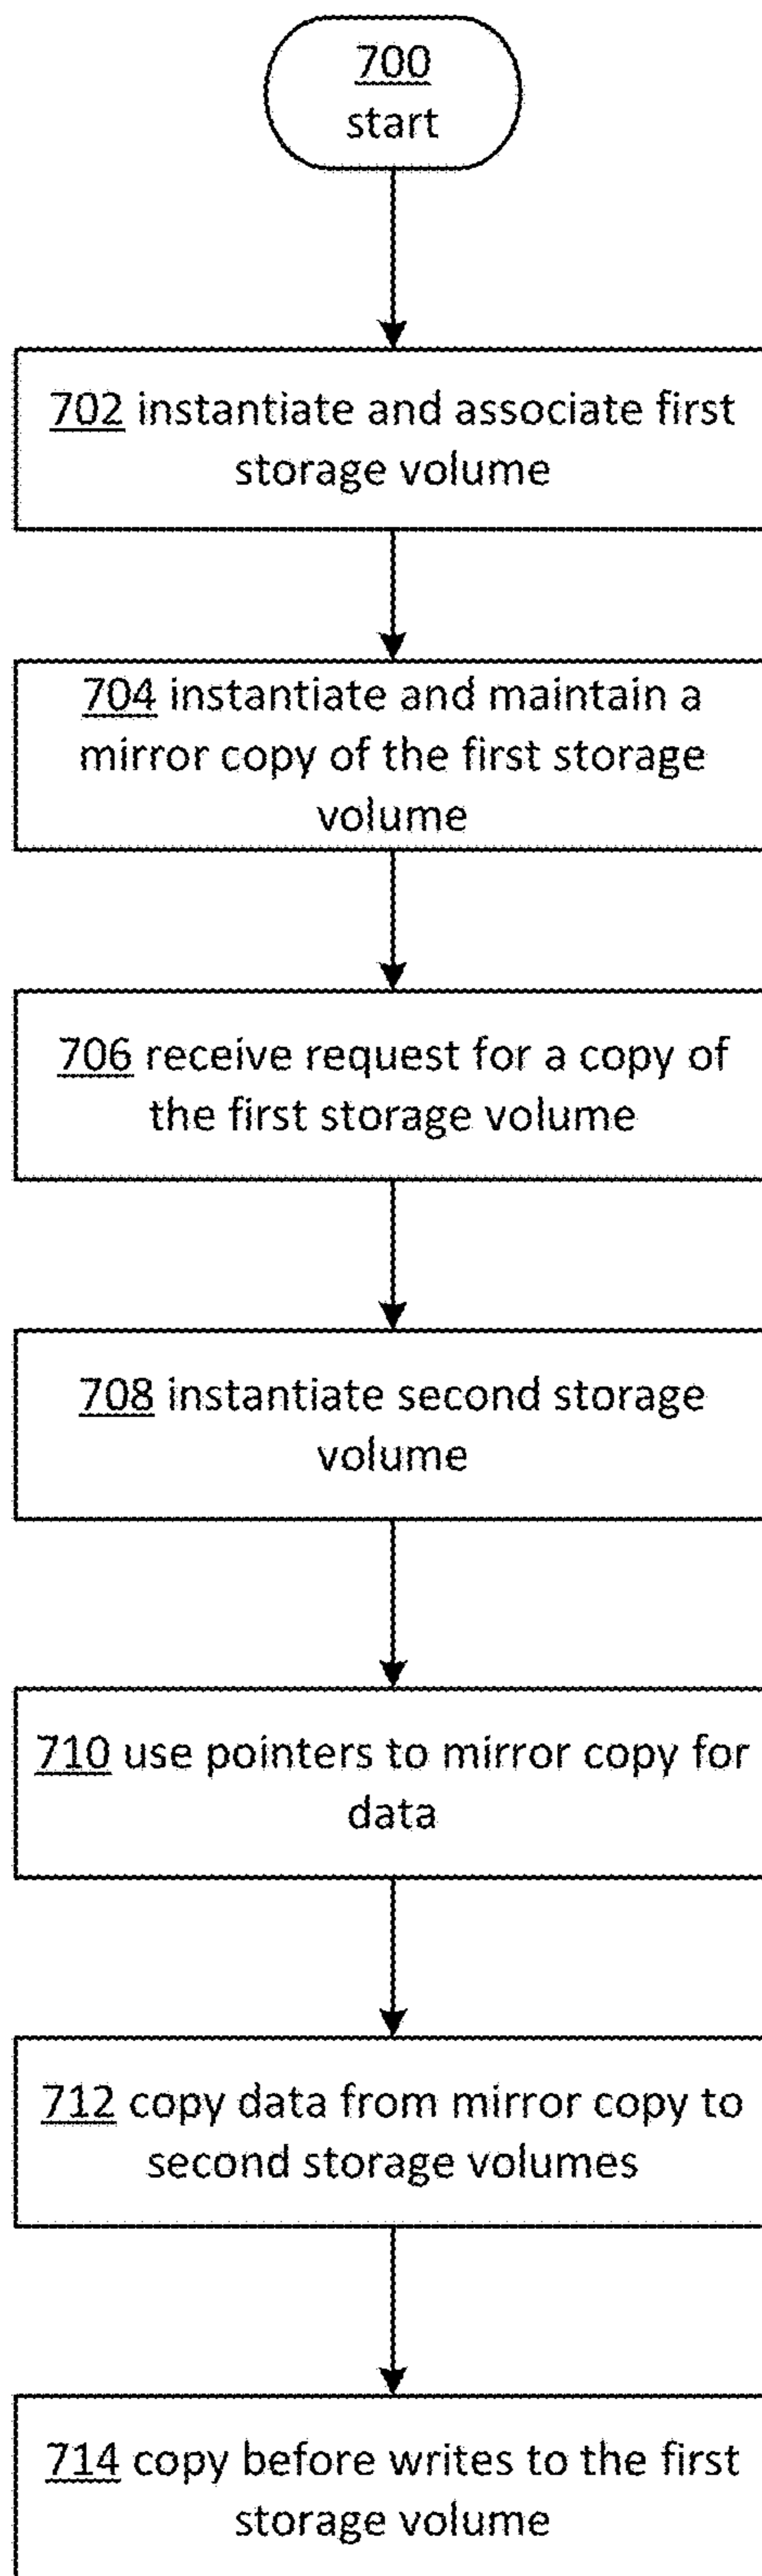 700
start
702 instantiate and associate first
storage volume
704 instantiate and maintain a
mirror copy of the first storage
volume
706 receive request for a copy of
the first storage volume
708 instantiate second storage
volume
710 use pointers to mirror copy for
data
712 copy data from mirror copy to
second storage volumes
714 copy before writes to the first
storage volume